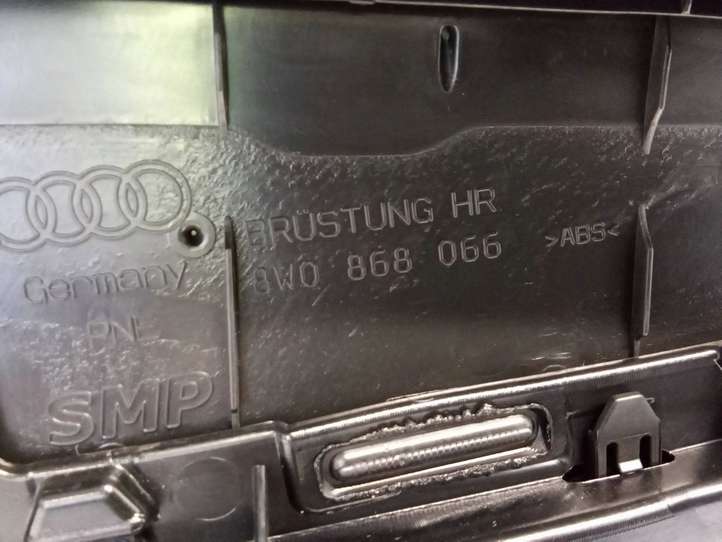 BRÜSTUNG HR
8W0 868 066
>ABS<
Germany
SMP